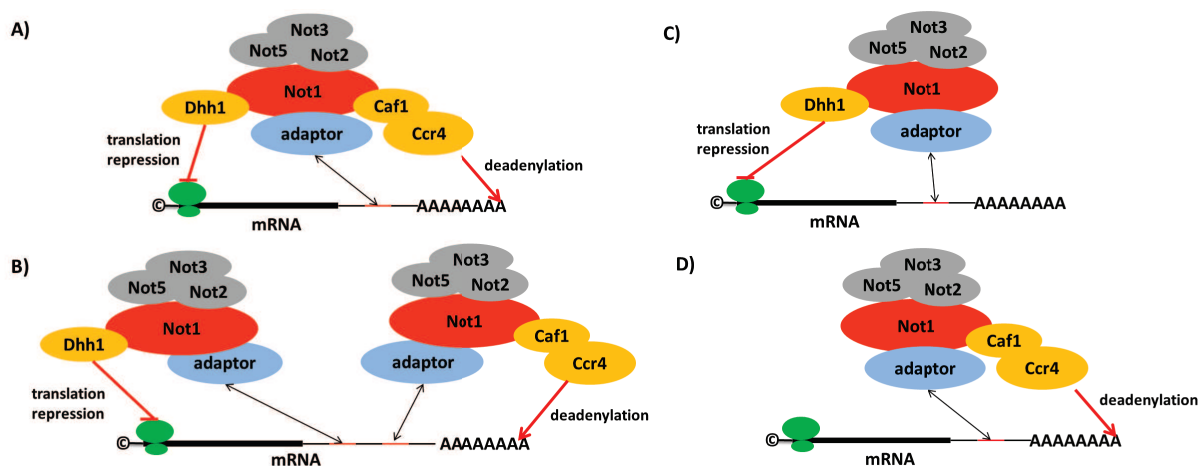 A)
Not3
Not5
Not2
Not1
Dhh1
Caf1
adaptor
Ccr4
translation
repression
deadenylation
©
AAAAAAAA
mRNA
B)
Not3
Not5
Not2
Not1
Dhh1
adaptor
translation
repression
Not3
Not5
Not2
Not1
Caf1
adaptor
Ccr4
deadenylation
©
AAAAAAAA
mRNA
C)
Not3
Not5
Not2
Not1
Dhh1
adaptor
translation
repression
©
AAAAAAAA
mRNA
D)
Not3
Not5
Not2
Not1
Caf1
adaptor
Ccr4
deadenylation
©
AAAAAAAA
mRNA